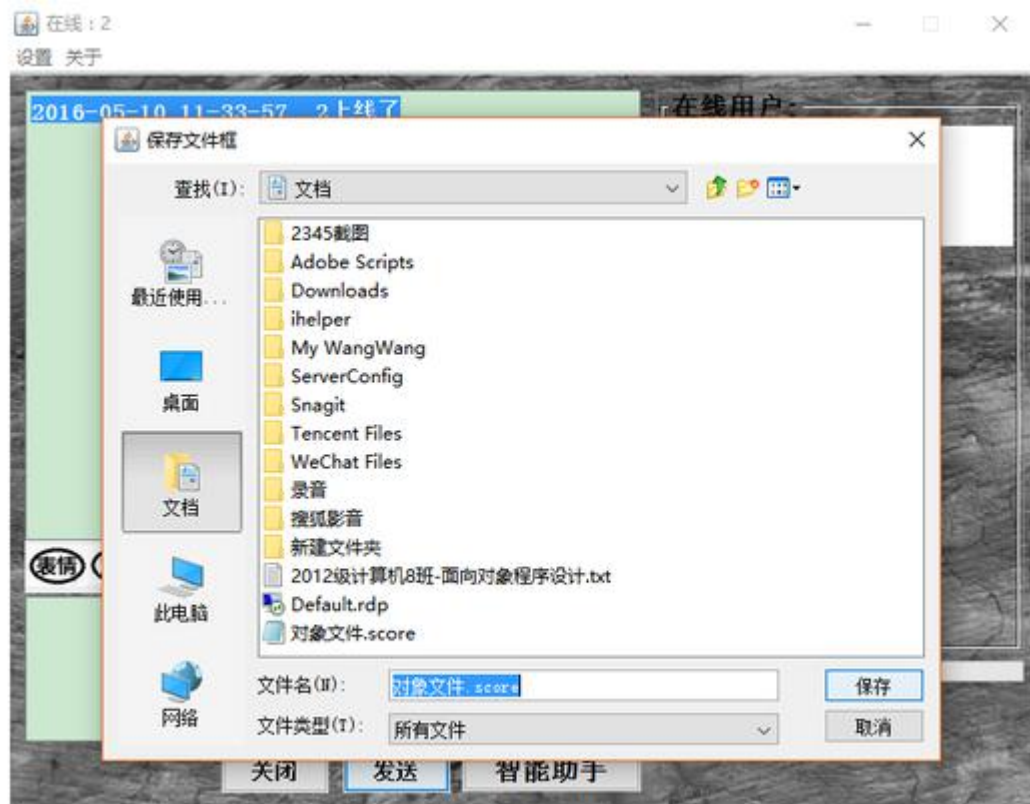 在线：2
设置 关于
2016-05-10 11-33-57 2上线了
在线用户：
保存文件框
查找(I)：
文档
最近使用...
桌面
文档
此电脑
网络
2345截图
Adobe Scripts
Downloads
ihelper
My WangWang
ServerConfig
Snagit
Tencent Files
WeChat Files
录音
搜狐影音
新建文件夹
2012级计算机8班-面向对象程序设计.txt
Default.rdp
对象文件.score
文件名(N)：
对象文件.score
保存
文件类型(T)：
所有文件
取消
表情
关闭 发送 智能助手